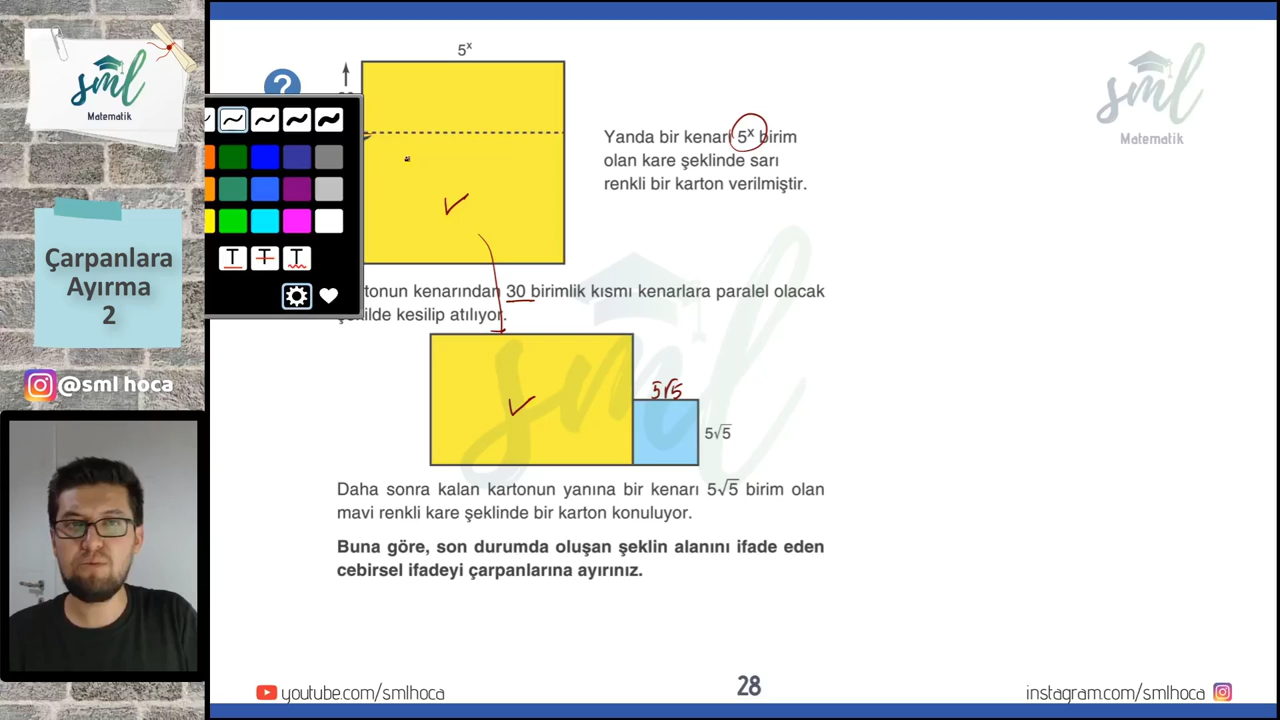 sml
Matematik
Çarpanlara
Ayırma
2
@sml hoca
5ˣ
?
Yanda bir kenarı 5ˣ birim
olan kare şeklinde sarı
renkli bir karton verilmiştir.
sml
Matematik
T T T
30 birimlik kısmı kenarlara paralel olacak
kesilip atılıyor.
5√5
5√5
sml
Daha sonra kalan kartonun yanına bir kenarı 5√5 birim olan
mavi renkli kare şeklinde bir karton konuluyor.
Buna göre, son durumda oluşan şeklin alanını ifade eden
cebirsel ifadeyi çarpanlarına ayırınız.
youtube.com/smlhoca
28
instagram.com/smlhoca